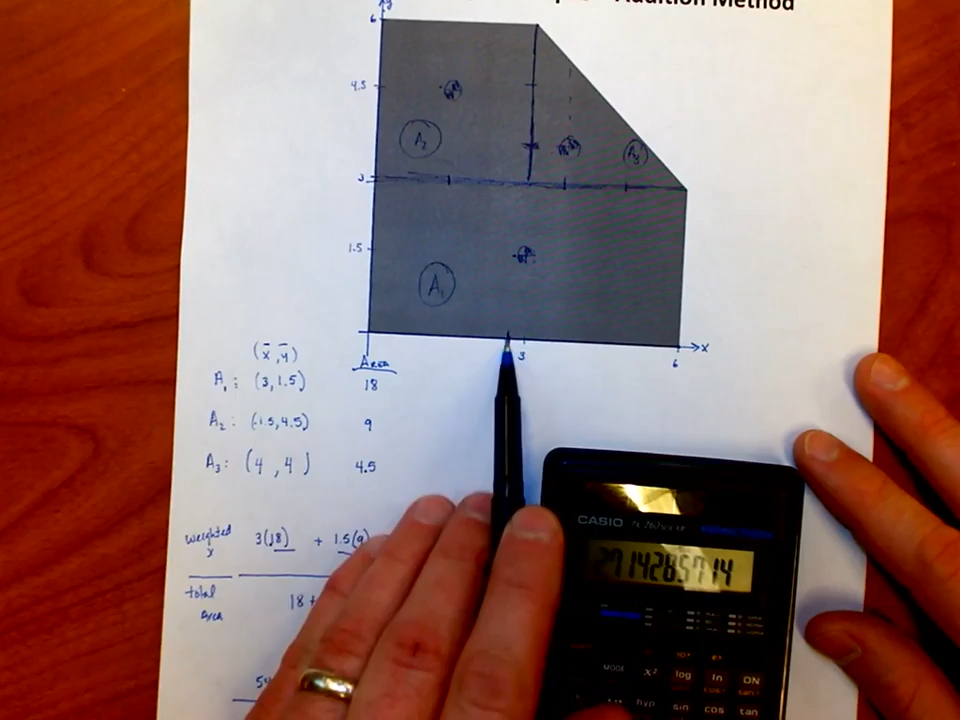 Addition Method
y
6
4.5
A2
A3
3
1.5
A1
3
6
x
(x̄, ȳ) Area
A1: (3, 1.5) 18
A2: (1.5, 4.5) 9
A3: (4, 4) 4.5
weighted x 3(18) + 1.5(9)
total area 18 +
54
CASIO
2.714285714
MODE x² log ln ON
hyp sin cos tan